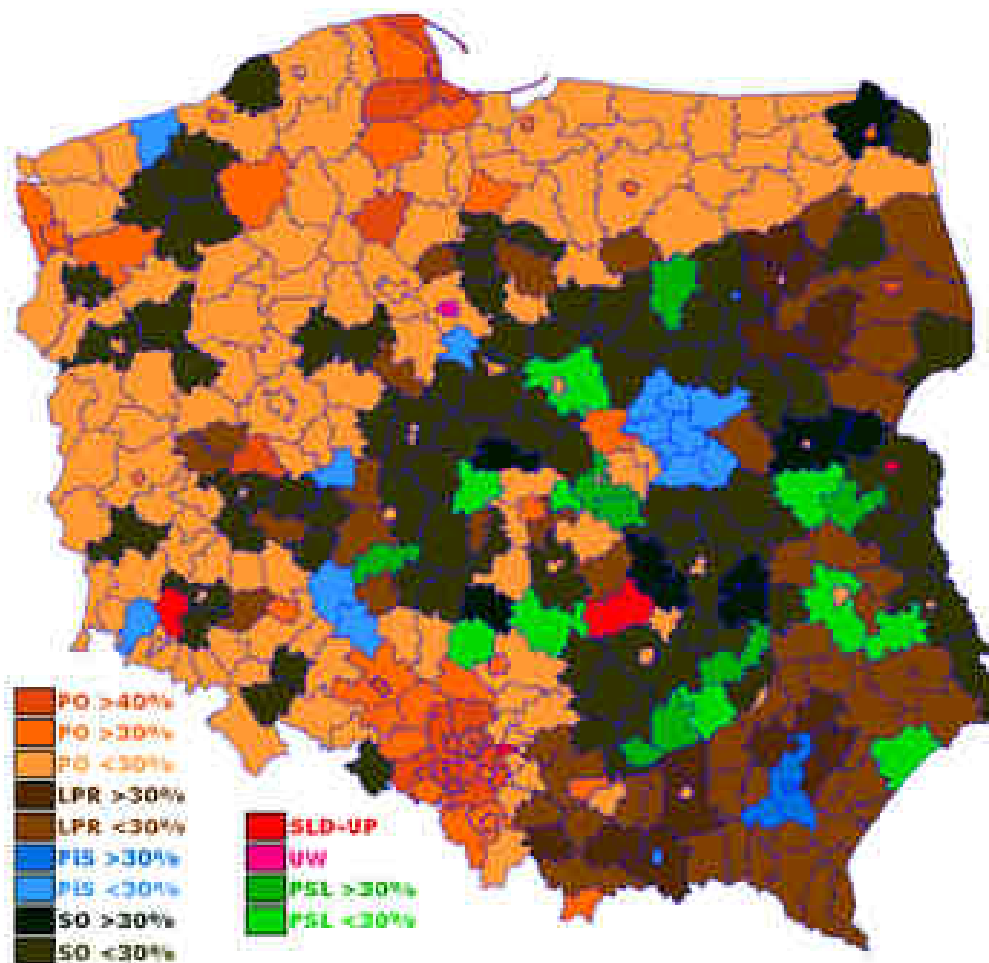 PO >40%
PO >30%
PO <30%
LPR >30%
LPR <30%
PiS >30%
PiS <30%
SO >30%
SO <30%
SLD-UP
UW
PSL >30%
PSL <30%